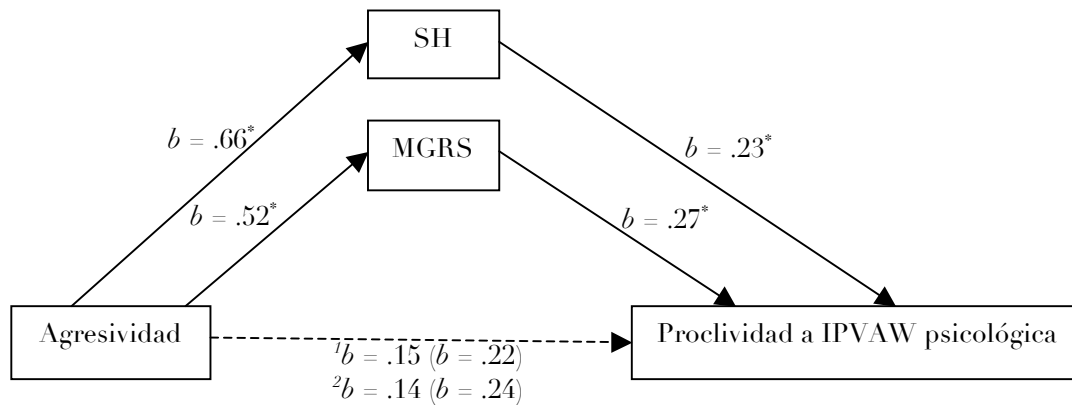 SH
b = .66*
b = .23*
MGRS
b = .52*
b = .27*
Agresividad
Proclividad a IPVAW psicológica
¹b = .15 (b = .22)
²b = .14 (b = .24)